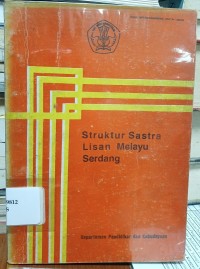 Struktur Sastra
Lisan Melayu
Serdang
Departemen Pendidikan dan Kebudayaan